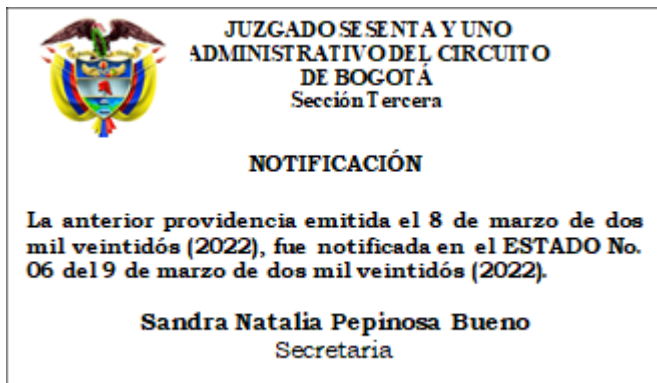 JUZGADO SESENTA Y UNO
ADMINISTRATIVO DEL CIRCUITO
DE BOGOTÁ
Sección Tercera
NOTIFICACIÓN
La anterior providencia emitida el 8 de marzo de dos
mil veintidós (2022), fue notificada en el ESTADO No.
06 del 9 de marzo de dos mil veintidós (2022).
Sandra Natalia Pepinosa Bueno
Secretaria